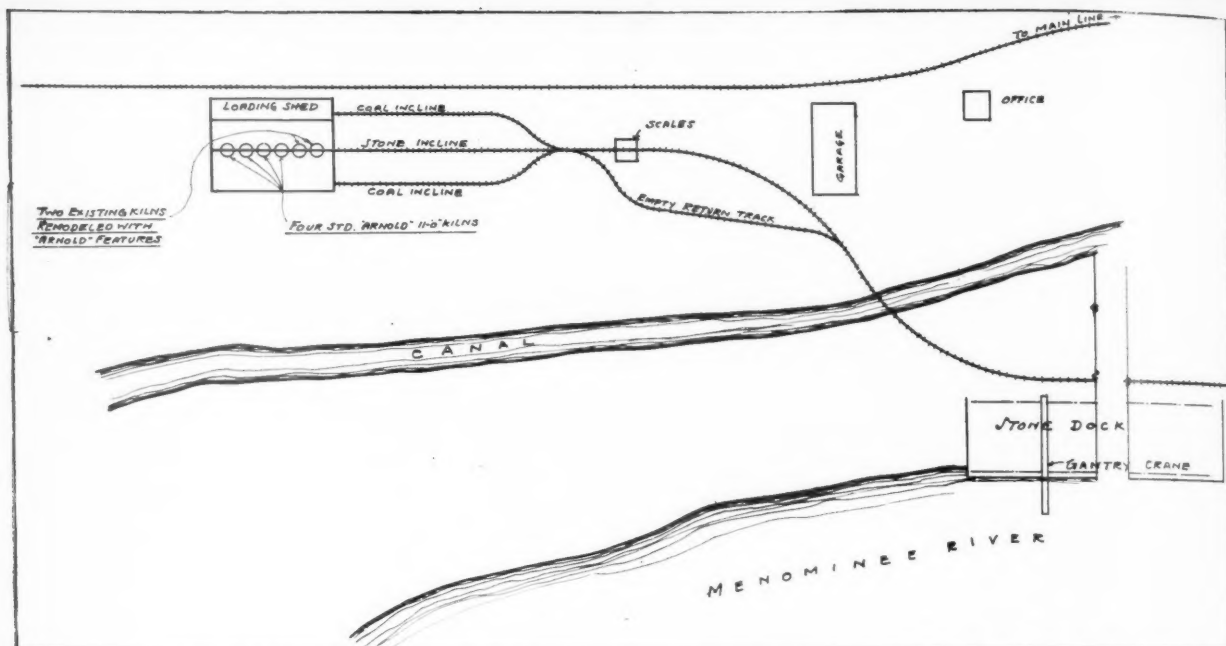 TO MAIN LINE →
LOADING SHED
COAL INCLINE
OFFICE
SCALES
STONE INCLINE
GARAGE
COAL INCLINE
EMPTY RETURN TRACK
TWO EXISTING KILNS
REMODELED WITH
"ARNOLD" FEATURES
FOUR STD. "ARNOLD" 11'-0" KILNS
CANAL
STONE DOCK
GANTRY CRANE
MENOMINEE RIVER